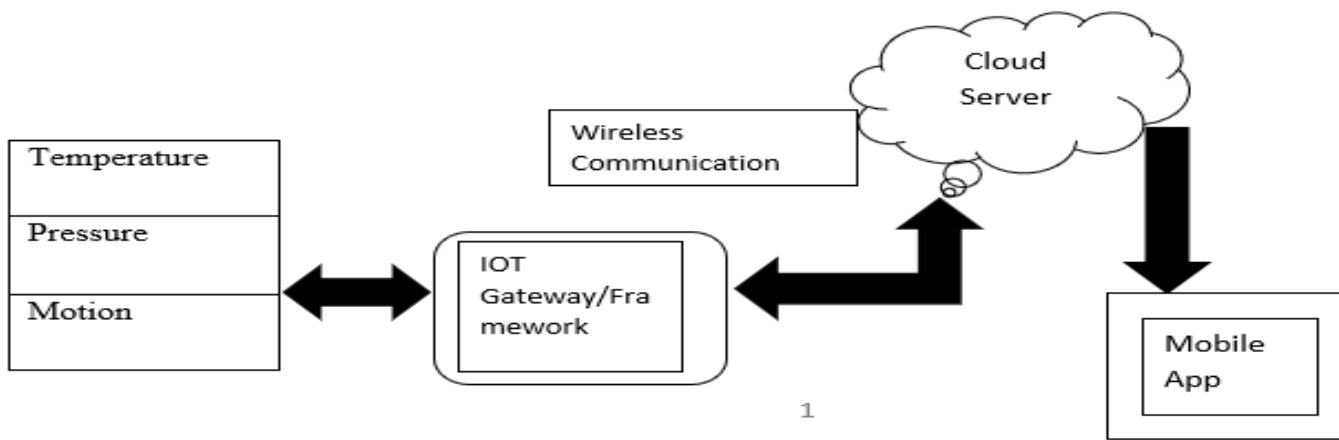 Cloud
Server
Wireless
Communication
Temperature
Pressure
Motion
IOT
Gateway/Fra
mework
Mobile
App
1